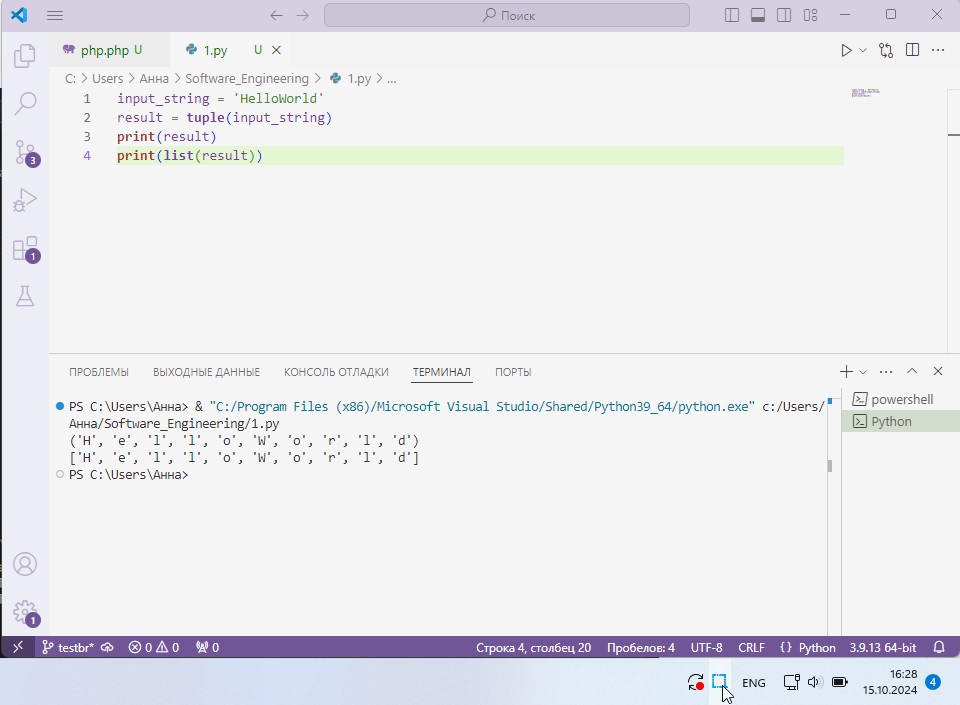 Поиск
php.php U
1.py U
C: > Users > Анна > Software_Engineering > 1.py > ...
1 input_string = 'HelloWorld'
2 result = tuple(input_string)
3 print(result)
4 print(list(result))
3
1
1
ПРОБЛЕМЫ ВЫХОДНЫЕ ДАННЫЕ КОНСОЛЬ ОТЛАДКИ ТЕРМИНАЛ ПОРТЫ
PS C:\Users\Анна> & "C:/Program Files (x86)/Microsoft Visual Studio/Shared/Python39_64/python.exe" c:/Users/
Анна/Software_Engineering/1.py
('H', 'e', 'l', 'l', 'o', 'W', 'o', 'r', 'l', 'd')
['H', 'e', 'l', 'l', 'o', 'W', 'o', 'r', 'l', 'd']
PS C:\Users\Анна>
powershell
Python
testbr* 0 0 0 Строка 4, столбец 20 Пробелов: 4 UTF-8 CRLF {} Python 3.9.13 64-bit
ENG
16:28
15.10.2024
4